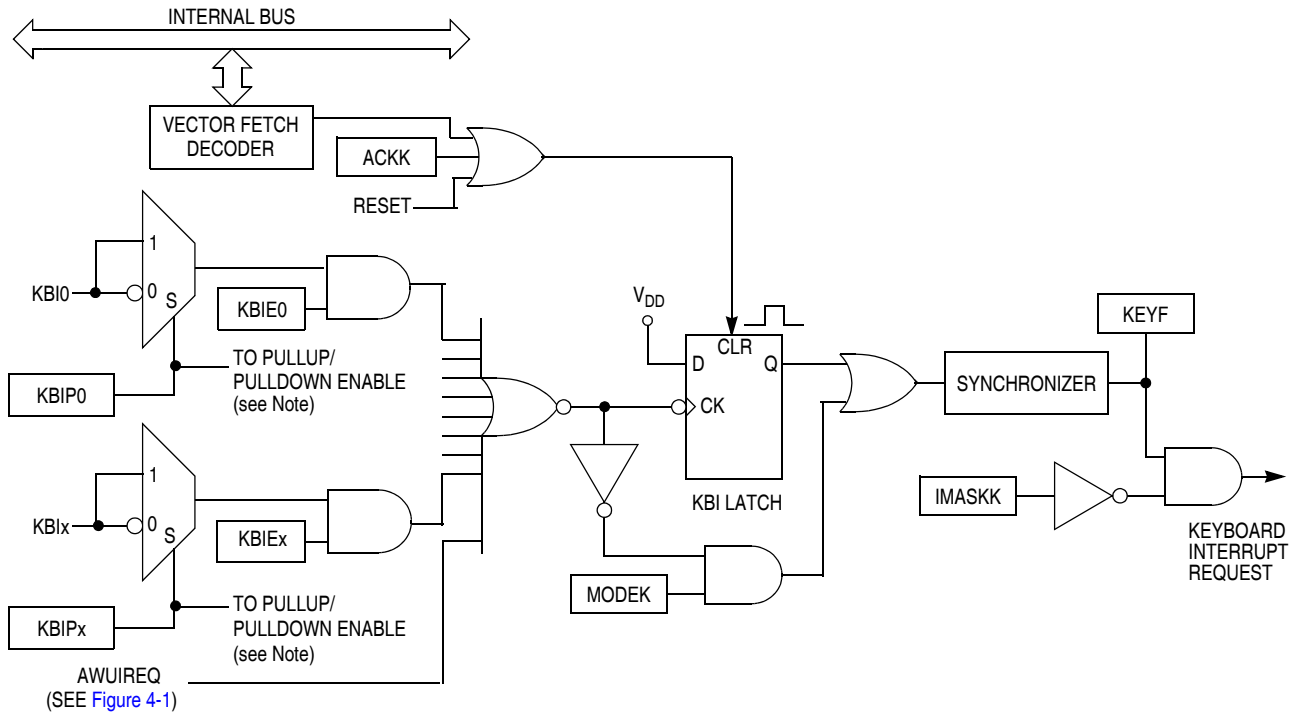 INTERNAL BUS
VECTOR FETCH
DECODER
ACKK
RESET
1
KBI0
0
S
KBIE0
TO PULLUP/
PULLDOWN ENABLE
(see Note)
KBIP0
VDD
CLR
D
Q
CK
KBI LATCH
SYNCHRONIZER
KEYF
IMASKK
KEYBOARD
INTERRUPT
REQUEST
1
KBIx
0
S
KBIEx
MODEK
TO PULLUP/
PULLDOWN ENABLE
(see Note)
KBIPx
AWUIREQ
(SEE Figure 4-1)